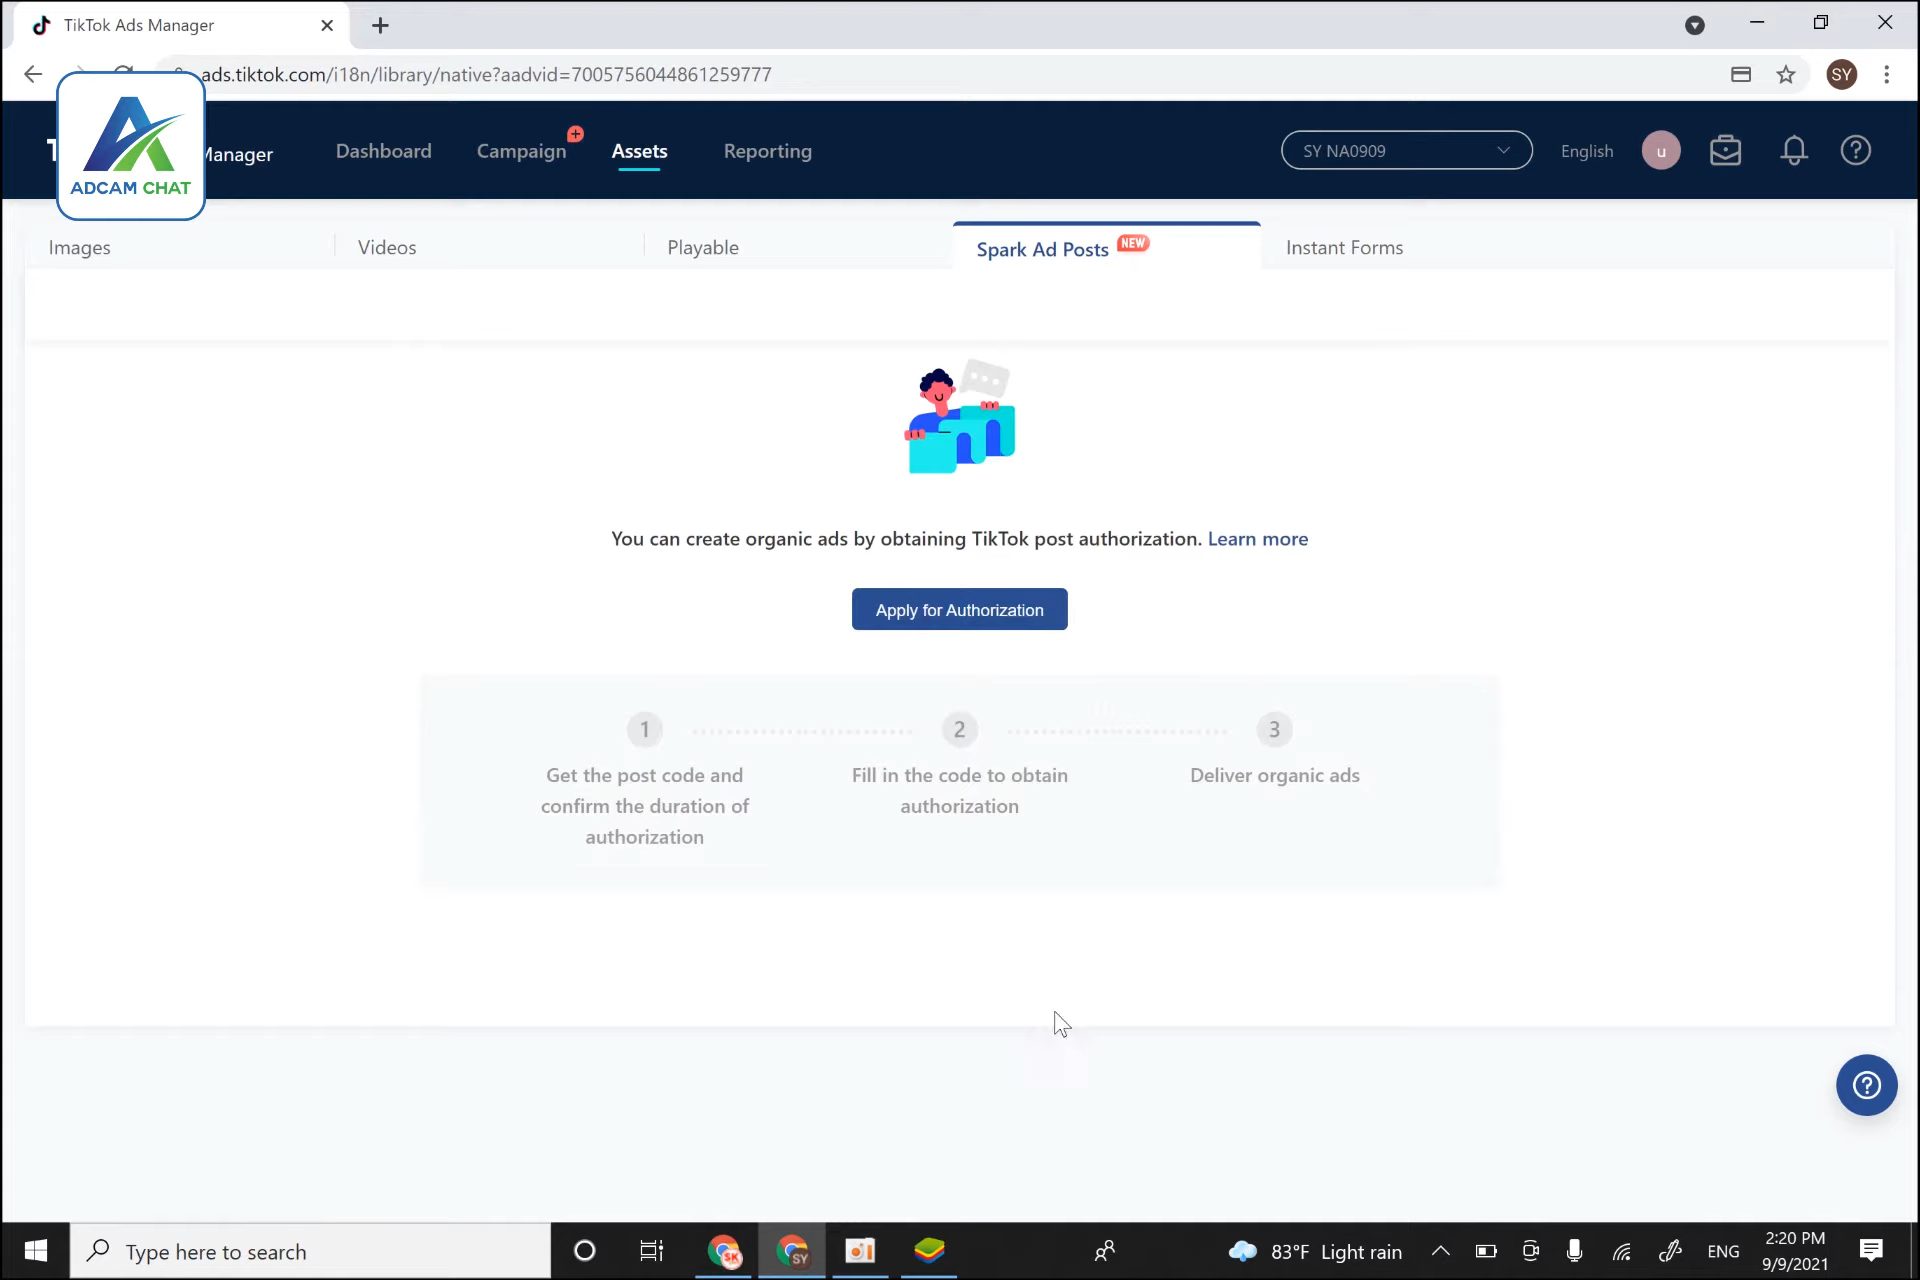 TikTok Ads Manager
ads.tiktok.com/i18n/library/native?aadvid=7005756044861259777
SY
ADCAM CHAT
Manager
Dashboard
Campaign
Assets
Reporting
SY NA0909
English
u
Images
Videos
Playable
Spark Ad Posts NEW
Instant Forms
You can create organic ads by obtaining TikTok post authorization. Learn more
Apply for Authorization
1
2
3
Get the post code and
confirm the duration of
authorization
Fill in the code to obtain
authorization
Deliver organic ads
Type here to search
SK
SY
83°F Light rain
ENG
2:20 PM
9/9/2021